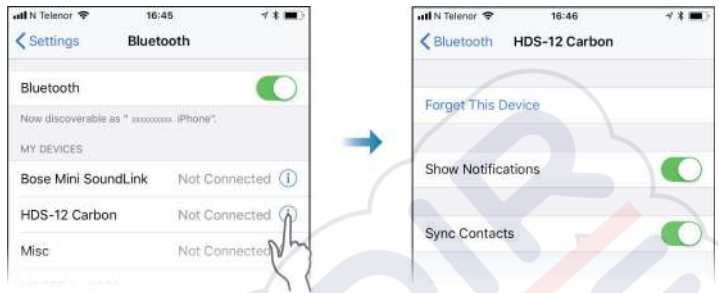 N Telenor 16:45
Settings Bluetooth
Bluetooth
Now discoverable as " xxxxxxxxx iPhone".
MY DEVICES
Bose Mini SoundLink Not Connected
HDS-12 Carbon Not Connected
Misc Not Connected
N Telenor 16:46
Bluetooth HDS-12 Carbon
Forget This Device
Show Notifications
Sync Contacts